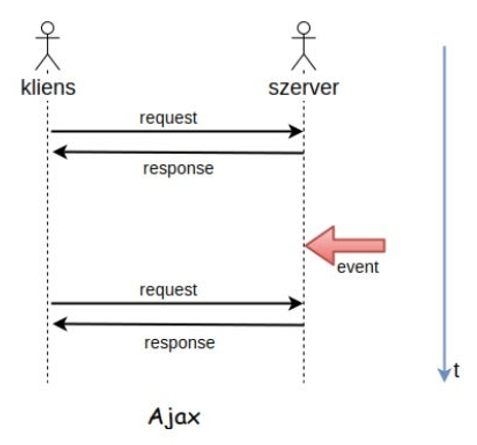 kliens
szerver
request
response
event
request
response
t
Ajax